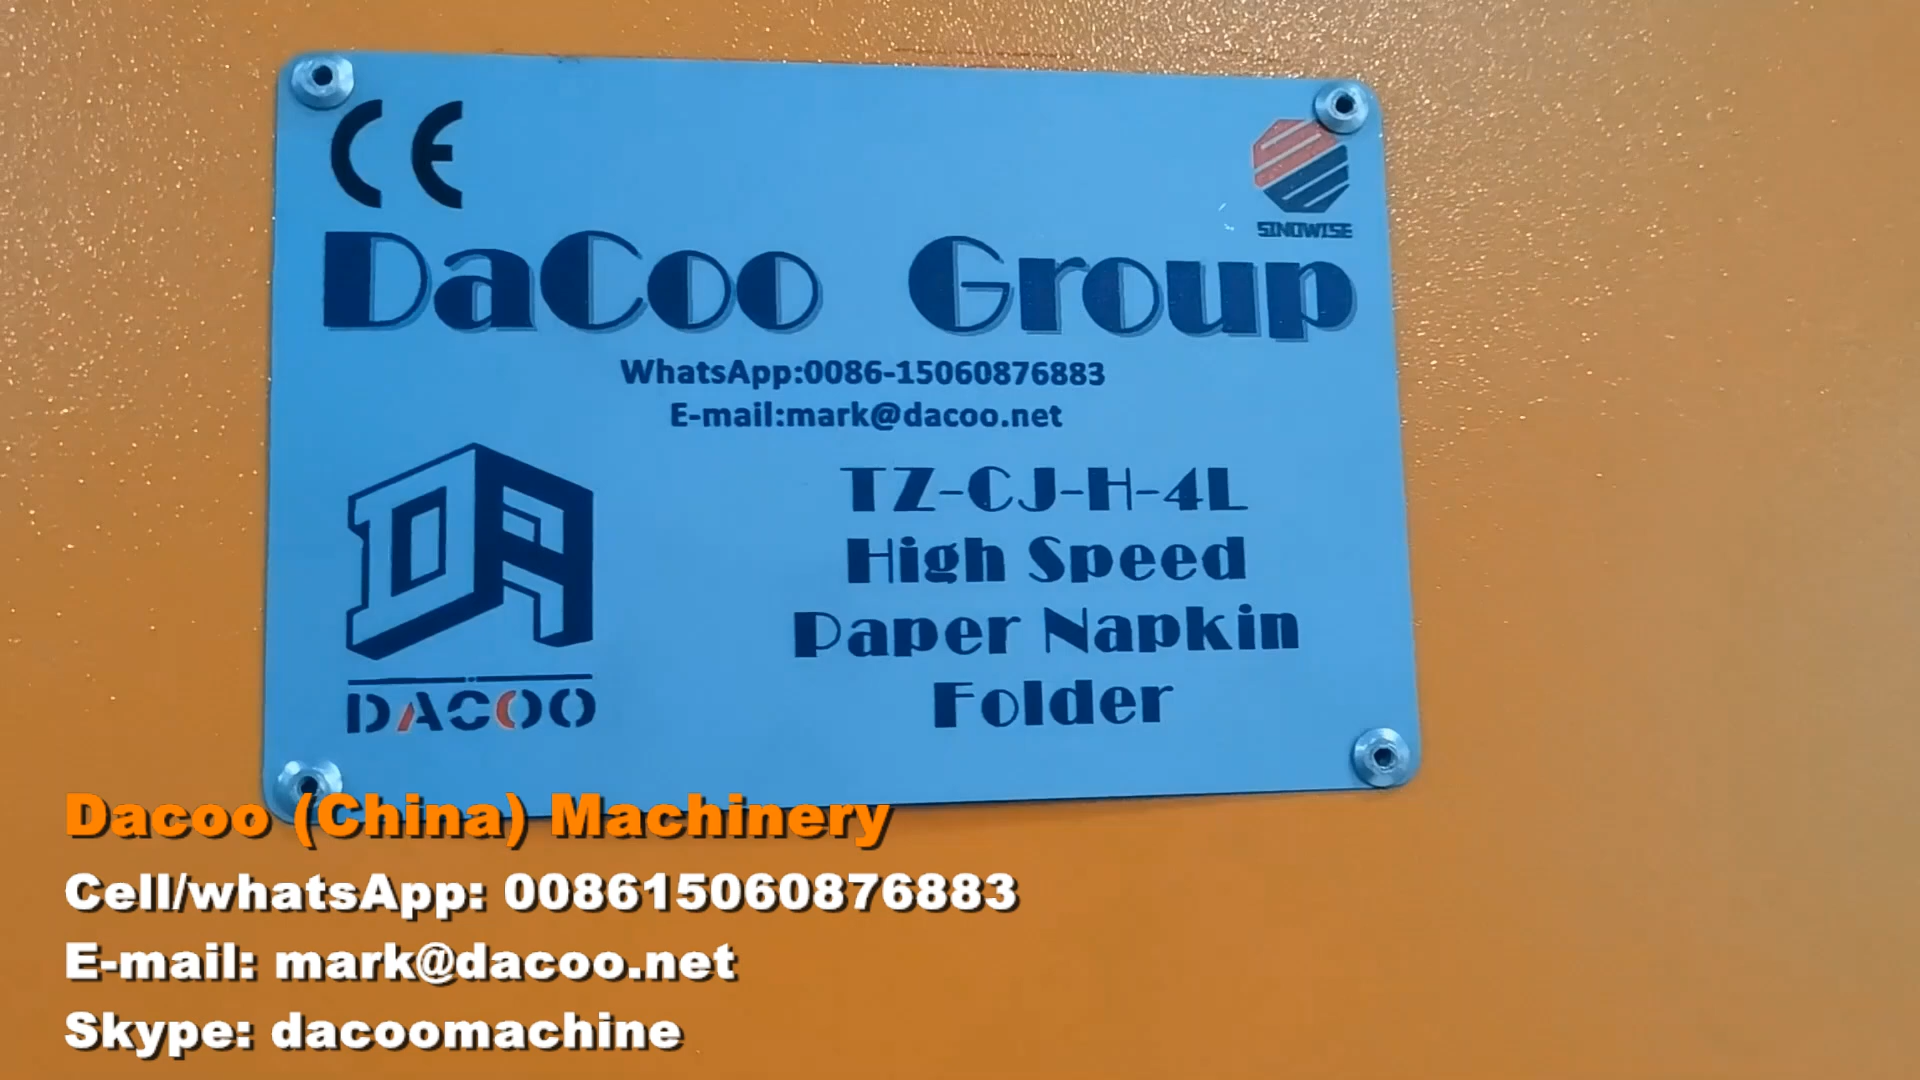 CE
SINOWISE
DaCoo Group
WhatsApp:0086-15060876883
E-mail:mark@dacoo.net
TZ-CJ-H-4L
High Speed
Paper Napkin
Folder
DA
DACOO
Dacoo (China) Machinery
Cell/whatsApp: 008615060876883
E-mail: mark@dacoo.net
Skype: dacoomachine